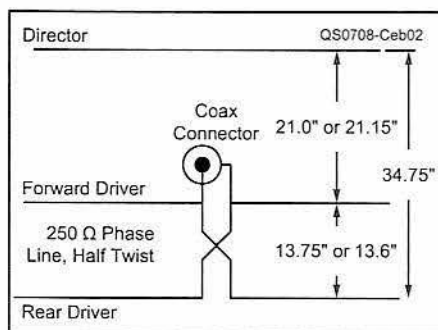 Director
QS0708-Ceb02
Coax
Connector
21.0" or 21.15"
34.75"
Forward Driver
250 Ω Phase
Line, Half Twist
13.75" or 13.6"
Rear Driver